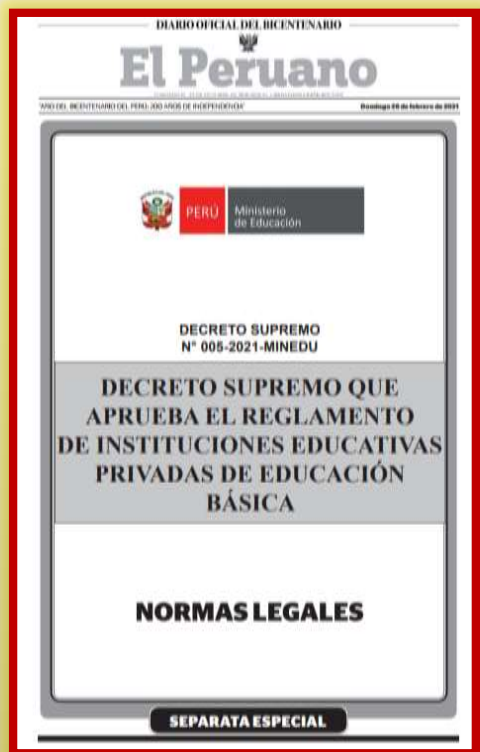 DIARIO OFICIAL DEL BICENTENARIO
El Peruano
"AÑO DEL BICENTENARIO DEL PERÚ: 200 AÑOS DE INDEPENDENCIA"
PERÚ
Ministerio
de Educación
DECRETO SUPREMO
N° 005-2021-MINEDU
DECRETO SUPREMO QUE
APRUEBA EL REGLAMENTO
DE INSTITUCIONES EDUCATIVAS
PRIVADAS DE EDUCACIÓN
BÁSICA
NORMAS LEGALES
SEPARATA ESPECIAL